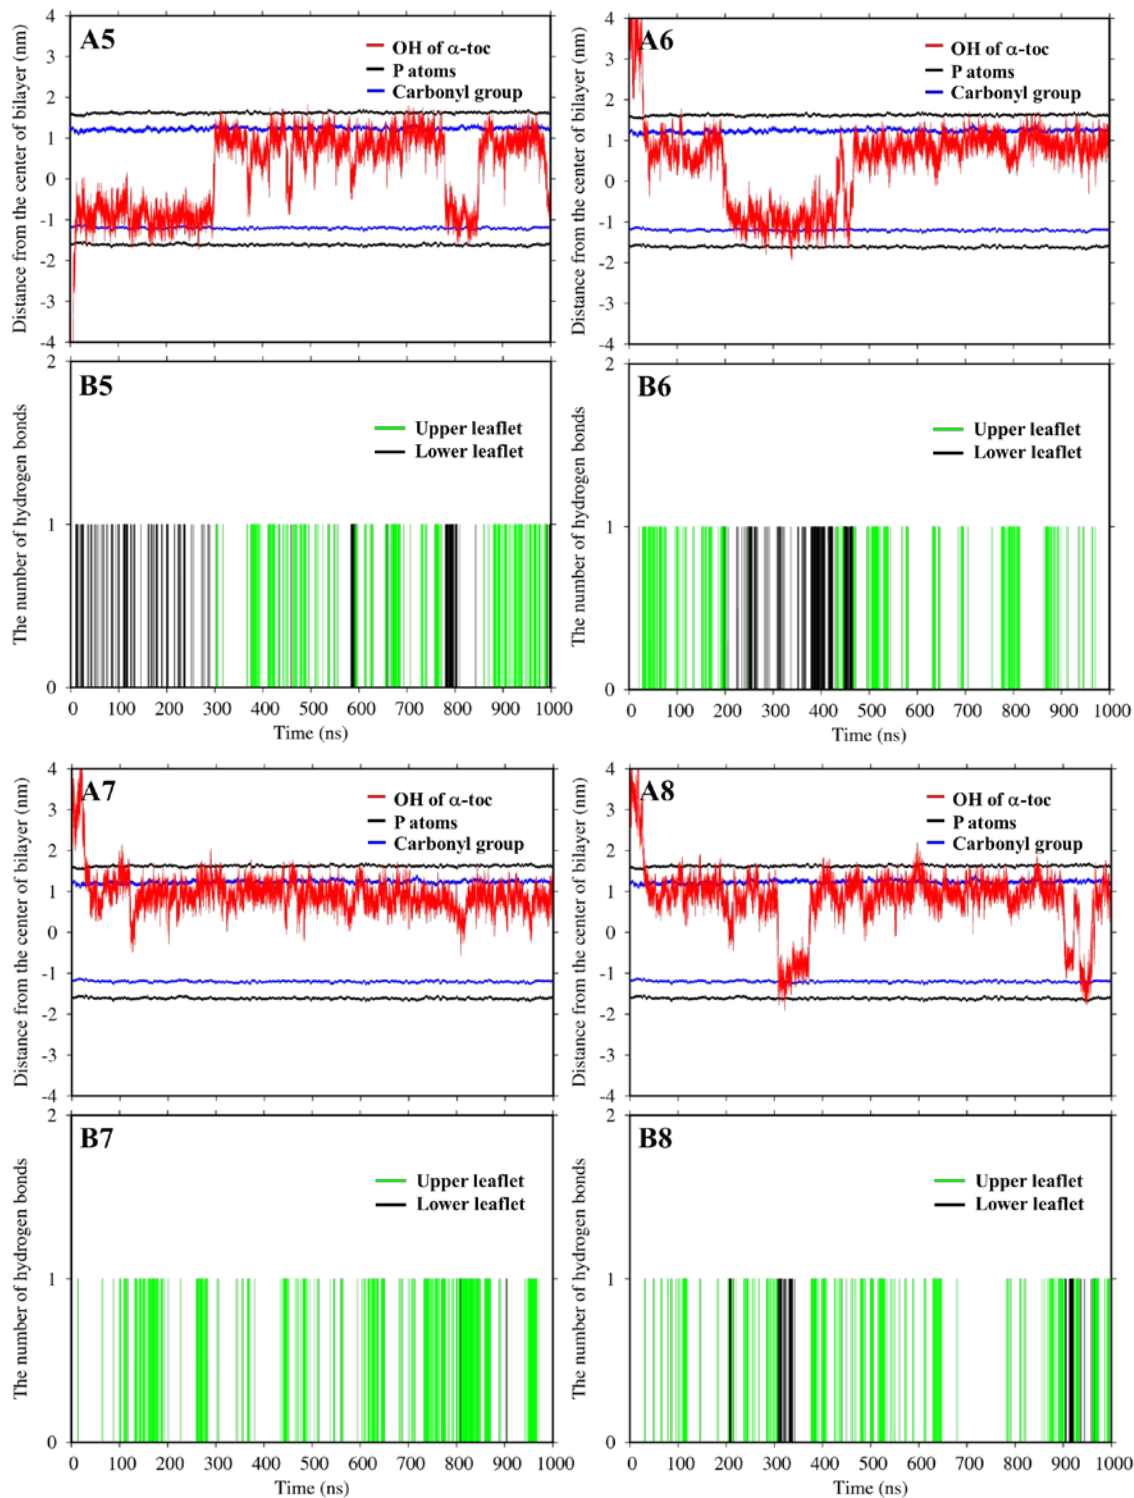 A5
OH of α-toc
P atoms
Carbonyl group
Distance from the center of bilayer (nm)
4
3
2
1
0
-1
-2
-3
-4
A6
OH of α-toc
P atoms
Carbonyl group
Distance from the center of bilayer (nm)
4
3
2
1
0
-1
-2
-3
-4
B5
Upper leaflet
Lower leaflet
The number of hydrogen bonds
2
1
0
0 100 200 300 400 500 600 700 800 900 1000
Time (ns)
B6
Upper leaflet
Lower leaflet
The number of hydrogen bonds
2
1
0
0 100 200 300 400 500 600 700 800 900 1000
Time (ns)
A7
OH of α-toc
P atoms
Carbonyl group
Distance from the center of bilayer (nm)
4
3
2
1
0
-1
-2
-3
-4
A8
OH of α-toc
P atoms
Carbonyl group
Distance from the center of bilayer (nm)
4
3
2
1
0
-1
-2
-3
-4
B7
Upper leaflet
Lower leaflet
The number of hydrogen bonds
2
1
0
0 100 200 300 400 500 600 700 800 900 1000
Time (ns)
B8
Upper leaflet
Lower leaflet
The number of hydrogen bonds
2
1
0
0 100 200 300 400 500 600 700 800 900 1000
Time (ns)